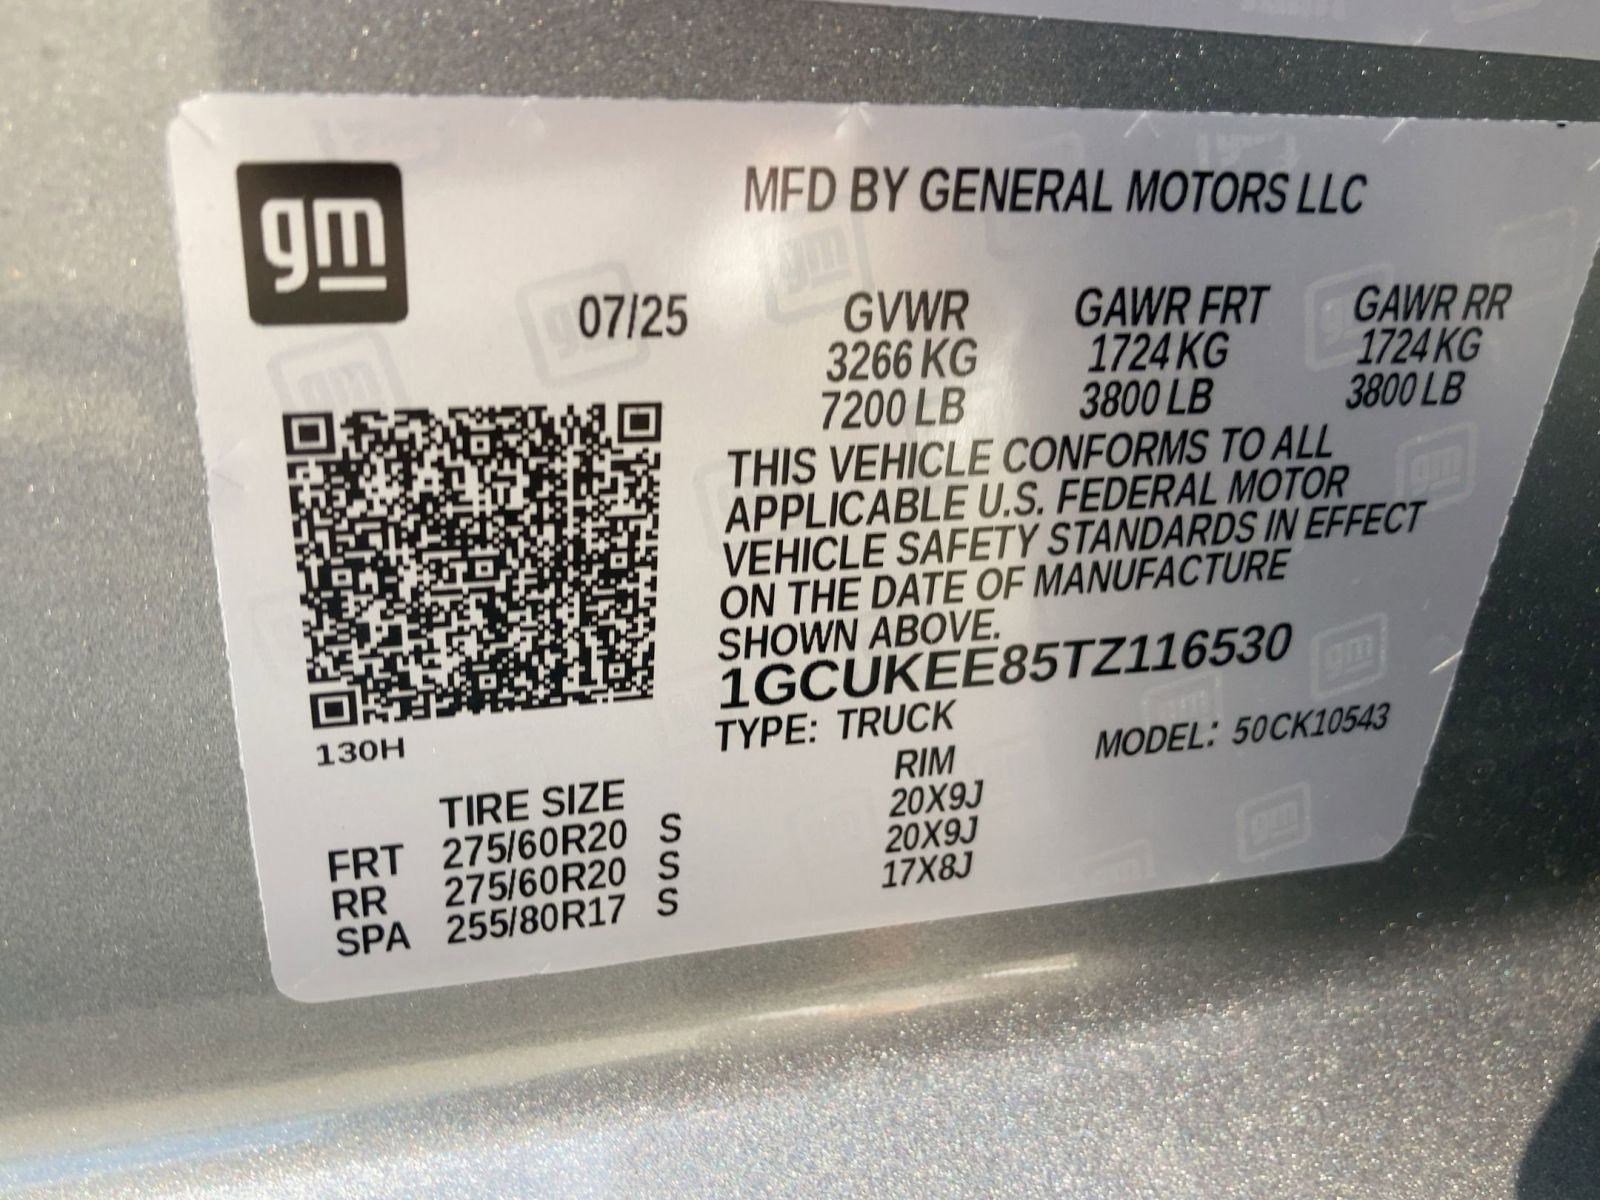 gm
MFD BY GENERAL MOTORS LLC
07/25
GVWR GAWR FRT GAWR RR
3266 KG 1724 KG 1724 KG
7200 LB 3800 LB 3800 LB
THIS VEHICLE CONFORMS TO ALL
APPLICABLE U.S. FEDERAL MOTOR
VEHICLE SAFETY STANDARDS IN EFFECT
ON THE DATE OF MANUFACTURE
SHOWN ABOVE.
1GCUKEE85TZ116530
TYPE: TRUCK MODEL: 50CK10543
130H
TIRE SIZE RIM
FRT 275/60R20 S 20X9J
RR 275/60R20 S 20X9J
SPA 255/80R17 S 17X8J